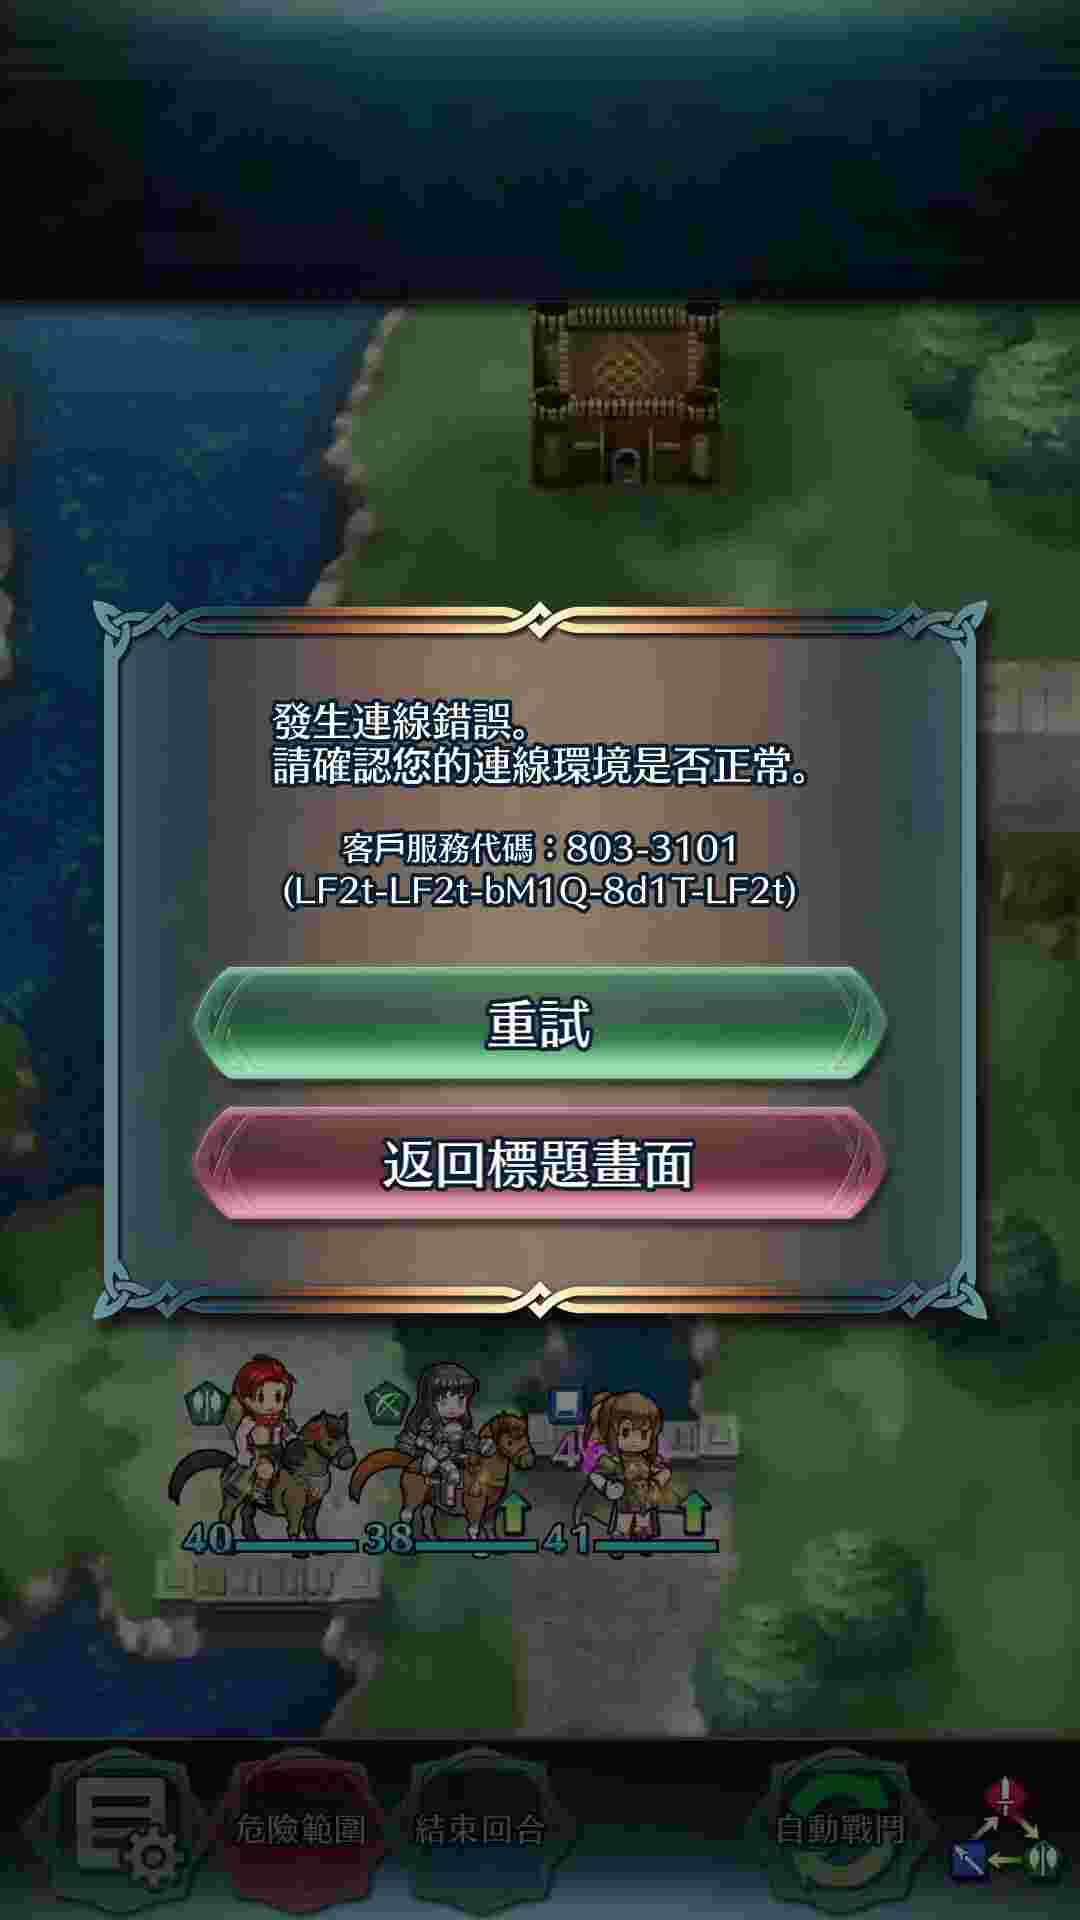 發生連線錯誤。
請確認您的連線環境是否正常。
客戶服務代碼：803-3101
(LF2t-LF2t-bM1Q-8d1T-LF2t)
重試
返回標題畫面
4
40 38 41
危險範圍 結束回合 自動戰鬥